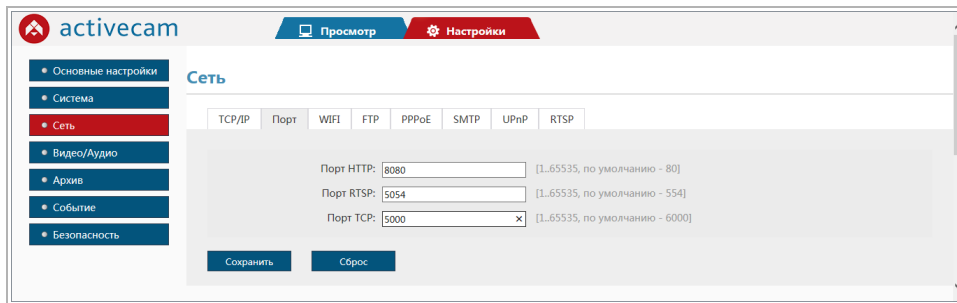 activecam
Просмотр Настройки
Основные настройки
Система
Сеть
Видео/Аудио
Архив
Событие
Безопасность
Сеть
TCP/IP Порт WIFI FTP PPPoE SMTP UPnP RTSP
Порт HTTP: 8080 [1..65535, по умолчанию - 80]
Порт RTSP: 5054 [1..65535, по умолчанию - 554]
Порт TCP: 5000 [1..65535, по умолчанию - 6000]
Сохранить Сброс